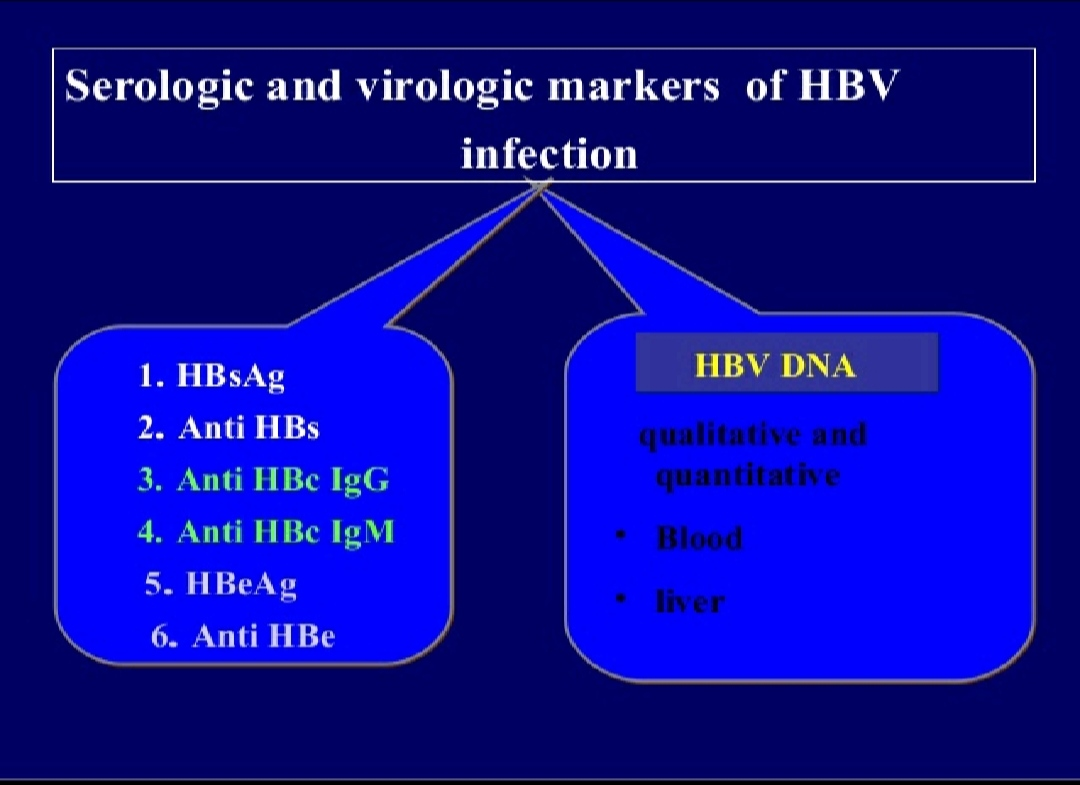 Serologic and virologic markers of HBV
infection
1. HBsAg
2. Anti HBs
3. Anti HBc IgG
4. Anti HBc IgM
5. HBeAg
6. Anti HBe
HBV DNA
qualitative and
quantitative
• Blood
• liver